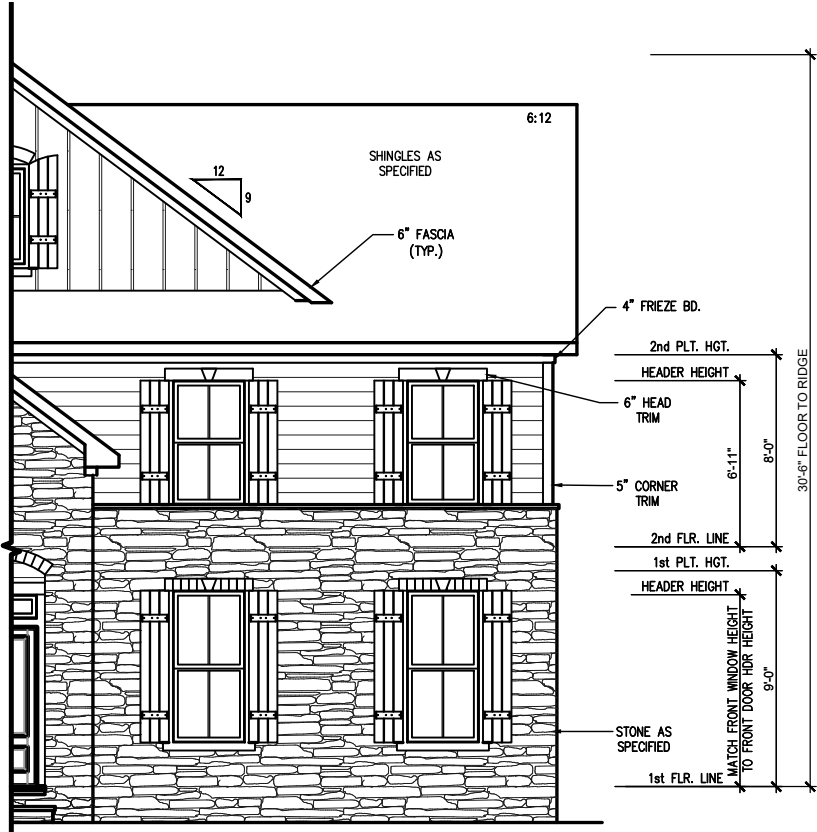 6:12
SHINGLES AS
SPECIFIED
12
9
6" FASCIA
(TYP.)
4" FRIEZE BD.
2nd PLT. HGT.
HEADER HEIGHT
6" HEAD
TRIM
6'-11"
8'-0"
30'-6" FLOOR TO RIDGE
5" CORNER
TRIM
2nd FLR. LINE
1st PLT. HGT.
HEADER HEIGHT
MATCH FRONT WINDOW HEIGHT
TO FRONT DOOR HDR HEIGHT
9'-0"
STONE AS
SPECIFIED
1st FLR. LINE